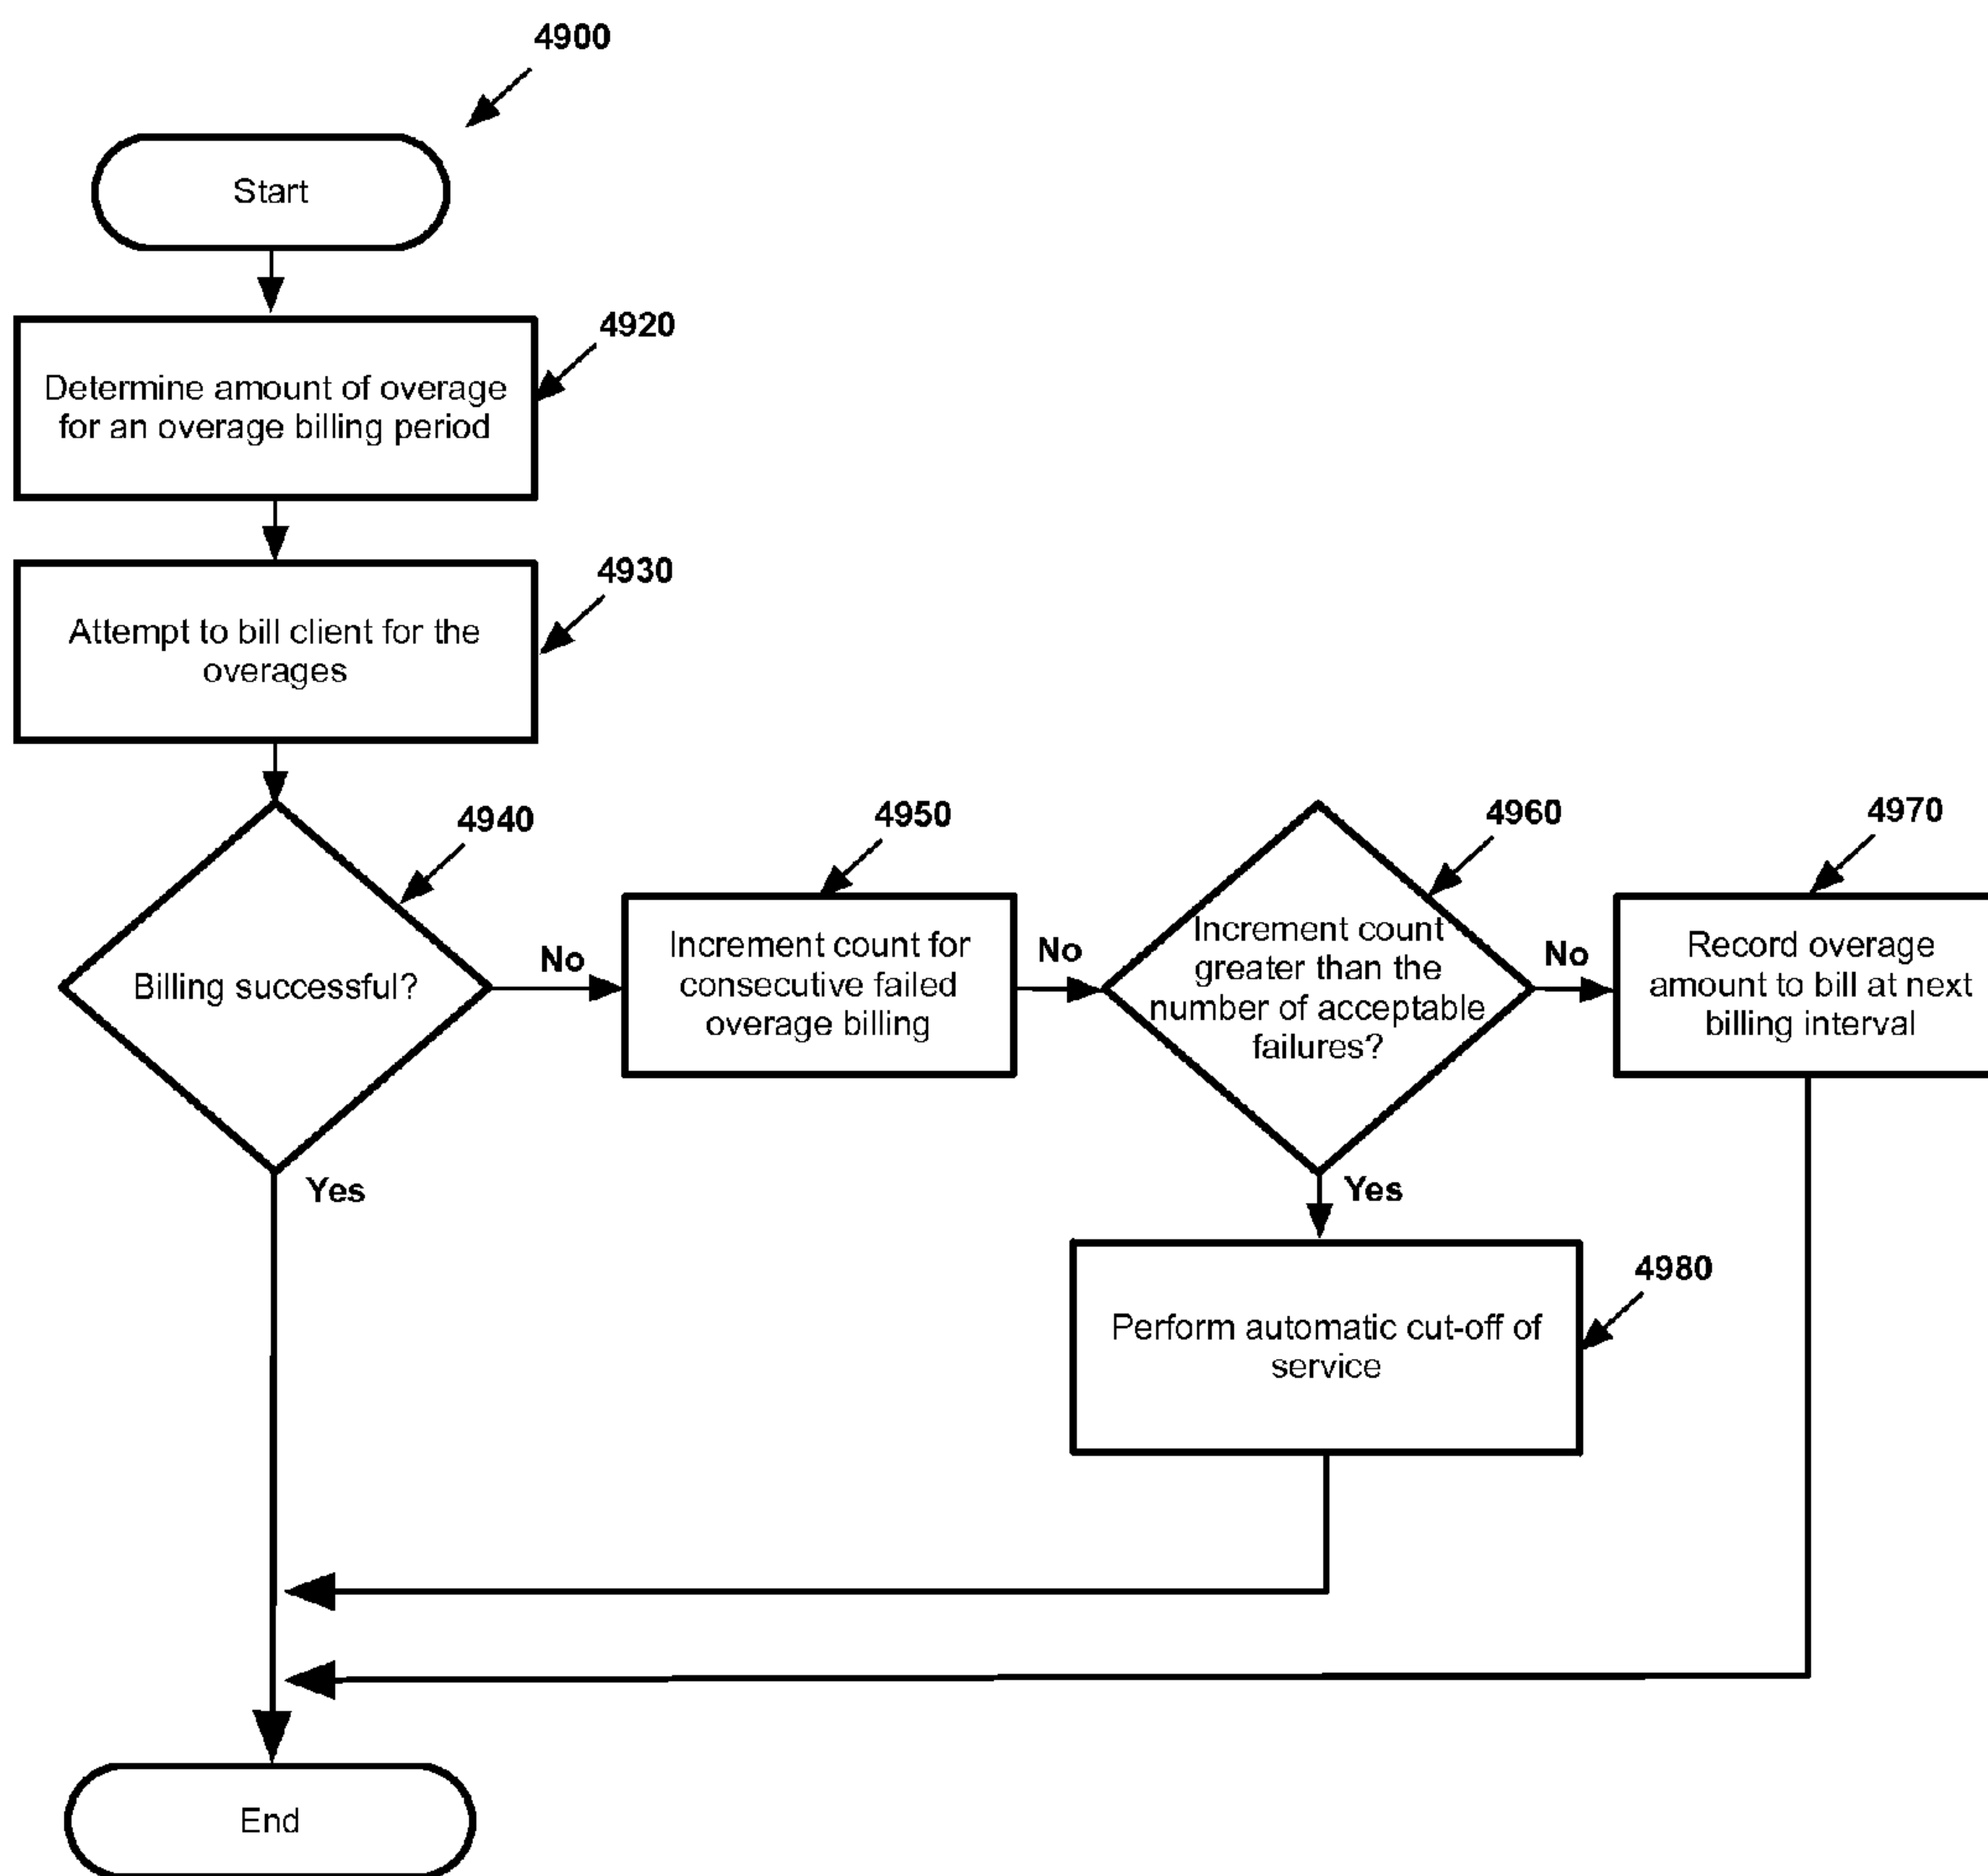 4900
Start
4920
Determine amount of overage
for an overage billing period
4930
Attempt to bill client for the
overages
4940
Billing successful?
No
Yes
4950
Increment count for
consecutive failed
overage billing
No
4960
Increment count
greater than the
number of acceptable
failures?
No
Yes
4970
Record overage
amount to bill at next
billing interval
4980
Perform automatic cut-off of
service
End